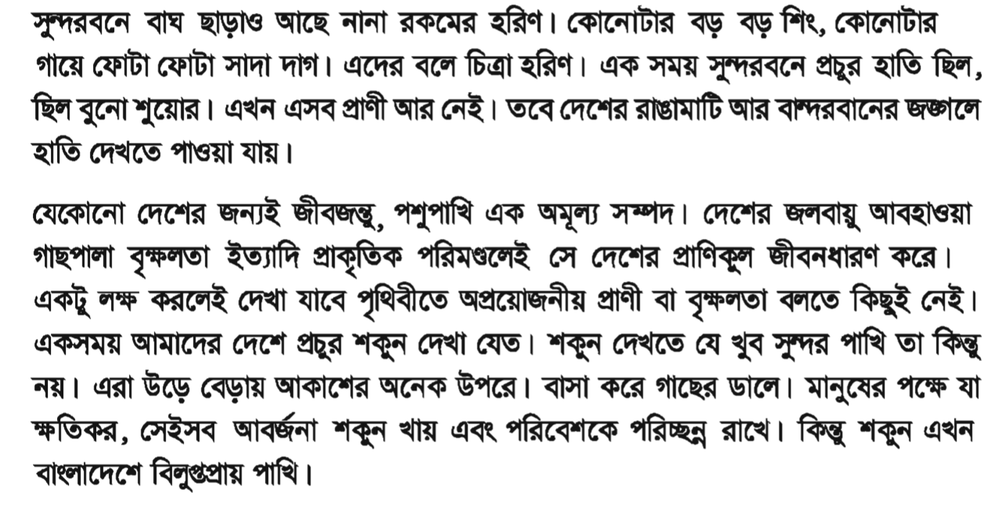 সুন্দরবনে বাঘ ছাড়াও আছে নানা রকমের হরিণ। কোনোটার বড় বড় শিং, কোনোটার
গায়ে ফোটা ফোটা সাদা দাগ। এদের বলে চিত্রা হরিণ। এক সময় সুন্দরবনে প্রচুর হাতি ছিল,
ছিল বুনো শুয়োর। এখন এসব প্রাণী আর নেই। তবে দেশের রাঙামাটি আর বান্দরবানের জঙ্গলে
হাতি দেখতে পাওয়া যায়।
যেকোনো দেশের জন্যই জীবজন্তু, পশুপাখি এক অমূল্য সম্পদ। দেশের জলবায়ু আবহাওয়া
গাছপালা বৃক্ষলতা ইত্যাদি প্রাকৃতিক পরিমণ্ডলেই সে দেশের প্রাণিকুল জীবনধারণ করে।
একটু লক্ষ করলেই দেখা যাবে পৃথিবীতে অপ্রয়োজনীয় প্রাণী বা বৃক্ষলতা বলতে কিছুই নেই।
একসময় আমাদের দেশে প্রচুর শকুন দেখা যেত। শকুন দেখতে যে খুব সুন্দর পাখি তা কিন্তু
নয়। এরা উড়ে বেড়ায় আকাশের অনেক উপরে। বাসা করে গাছের ডালে। মানুষের পক্ষে যা
ক্ষতিকর, সেইসব আবর্জনা শকুন খায় এবং পরিবেশকে পরিচ্ছন্ন রাখে। কিন্তু শকুন এখন
বাংলাদেশে বিলুপ্তপ্রায় পাখি।